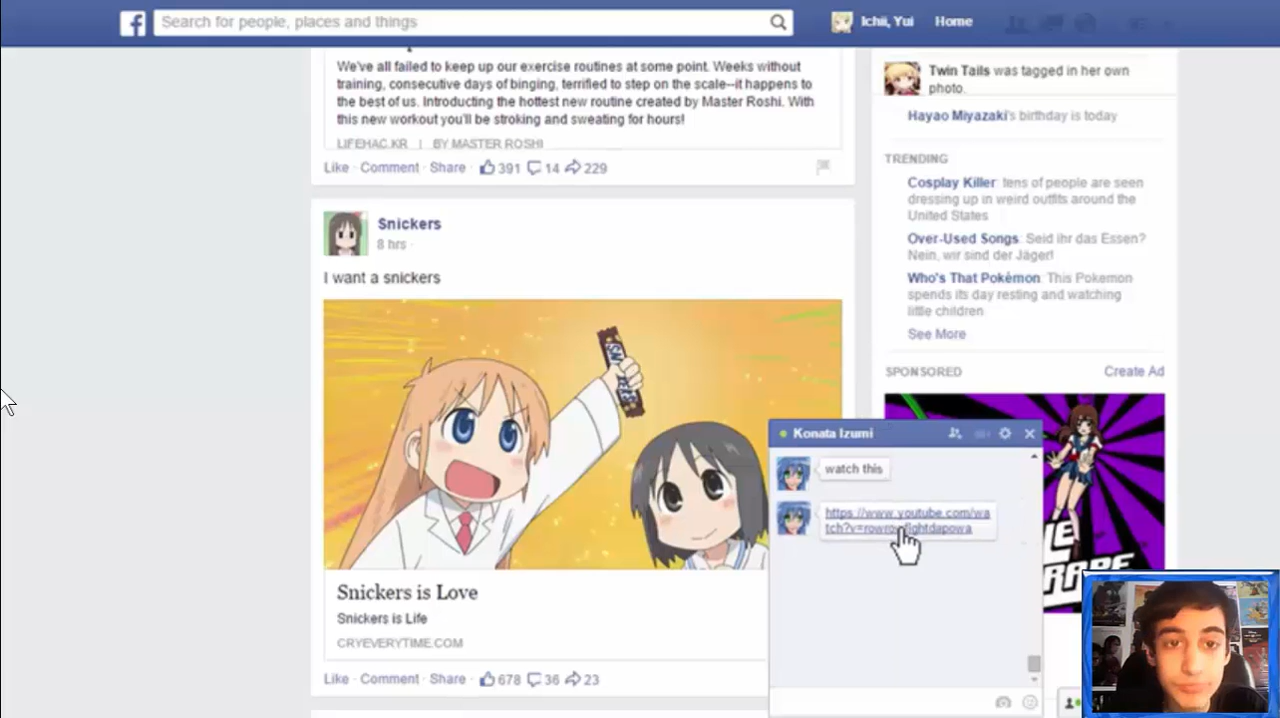 Search for people, places and things
Ichii, Yui Home
We've all failed to keep up our exercise routines at some point. Weeks without
training, consecutive days of binging, terrified to step on the scale--it happens to
the best of us. Introducting the hottest new routine created by Master Roshi. With
this new workout you'll be stroking and sweating for hours!
LIFEHAC.KR | BY MASTER ROSHI
Like · Comment · Share · 391 14 229
Snickers
8 hrs ·
I want a snickers
Snickers is Love
Snickers is Life
CRYEVERYTIME.COM
Like · Comment · Share · 678 36 23
Twin Tails was tagged in her own
photo.
Hayao Miyazaki's birthday is today
TRENDING
Cosplay Killer: tens of people are seen
dressing up in weird outfits around the
United States
Over-Used Songs: Seid ihr das Essen?
Nein, wir sind der Jäger!
Who's That Pokémon: This Pokemon
spends its day resting and watching
little children
See More
SPONSORED Create Ad
Konata Izumi
watch this
https://www.youtube.com/wa